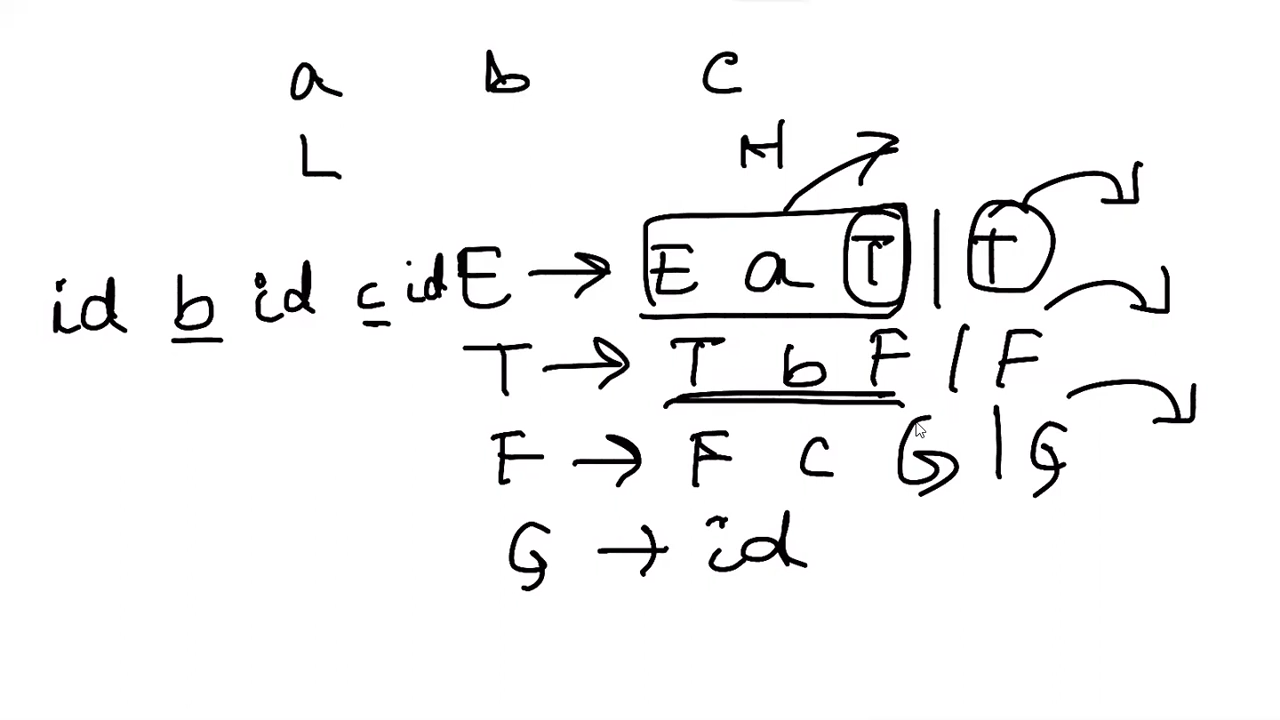 a b c
L H
id b id c id E → E a T | T
T → T b F | F
F → F c G | G
G → id